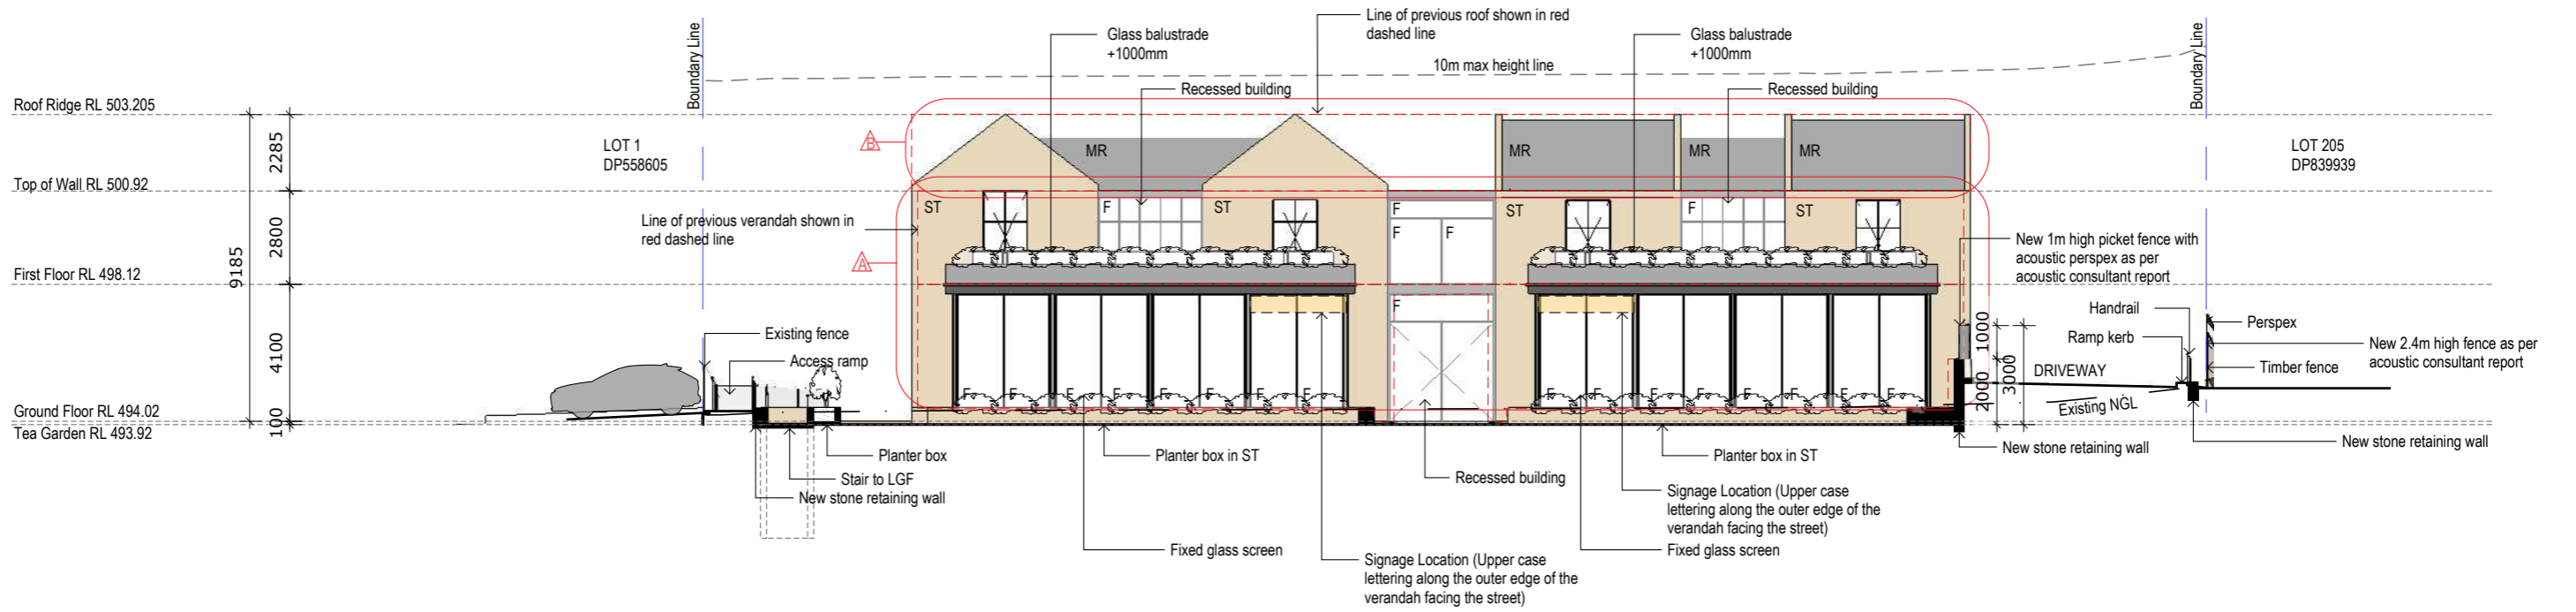 Line of previous roof shown in red
dashed line
Glass balustrade
+1000mm
Glass balustrade
+1000mm
Boundary Line
Boundary Line
10m max height line
Recessed building
Recessed building
Roof Ridge RL 503.205
LOT 1
DP558605
LOT 205
DP839939
B
MR
MR
MR
MR
2285
Top of Wall RL 500.92
ST
F
ST
F
ST
F
ST
Line of previous verandah shown in
red dashed line
F
F
2800
9185
A
New 1m high picket fence with
acoustic perspex as per
acoustic consultant report
First Floor RL 498.12
F
Handrail
Ramp kerb
Perspex
Existing fence
Access ramp
4100
1000
3000
2000
New 2.4m high fence as per
acoustic consultant report
Timber fence
DRIVEWAY
Existing NGL
F F F F F F F F
F F F F F F F F
Ground Floor RL 494.02
100
Tea Garden RL 493.92
Planter box
Planter box in ST
Planter box in ST
New stone retaining wall
New stone retaining wall
Stair to LGF
New stone retaining wall
Recessed building
Signage Location (Upper case
lettering along the outer edge of the
verandah facing the street)
Fixed glass screen
Fixed glass screen
Signage Location (Upper case
lettering along the outer edge of the
verandah facing the street)